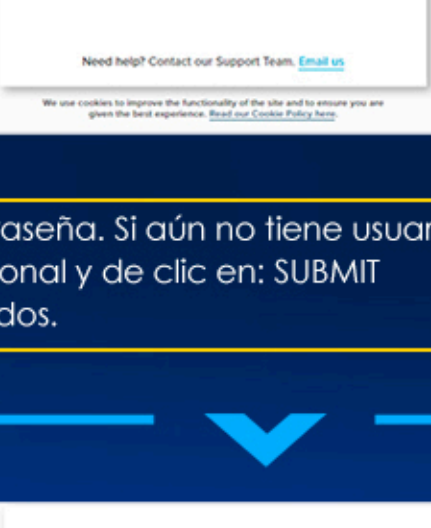 Need help? Contact our Support Team. Email us
We use cookies to improve the functionality of the site and to ensure you are
given the best experience. Read our Cookie Policy here.
aseña. Si aún no tiene usuar
onal y de clic en: SUBMIT
dos.